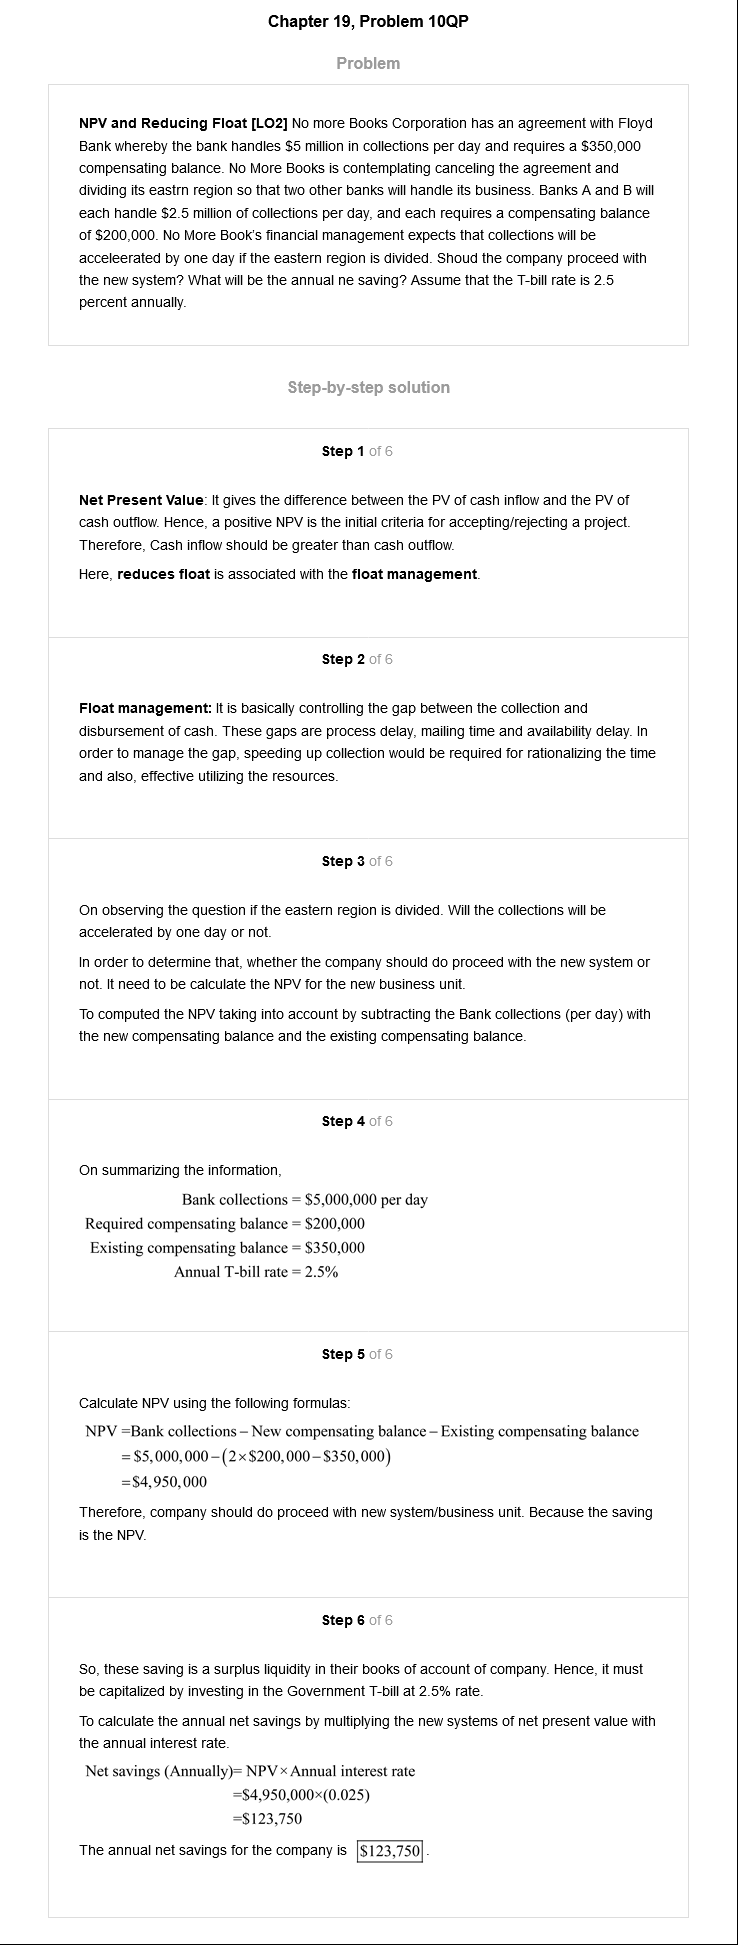 Chapter 19, Problem 10QP
Problem
NPV and Reducing Float [LO2] No more Books Corporation has an agreement with Floyd
Bank whereby the bank handles $5 million in collections per day and requires a $350,000
compensating balance. No More Books is contemplating canceling the agreement and
dividing its eastrn region so that two other banks will handle its business. Banks A and B will
each handle $2.5 million of collections per day, and each requires a compensating balance
of $200,000. No More Book's financial management expects that collections will be
acceleerated by one day if the eastern region is divided. Shoud the company proceed with
the new system? What will be the annual ne saving? Assume that the T-bill rate is 2.5
percent annually.
Step-by-step solution
Step 1 of 6
Net Present Value: It gives the difference between the PV of cash inflow and the PV of
cash outflow. Hence, a positive NPV is the initial criteria for accepting/rejecting a project.
Therefore, Cash inflow should be greater than cash outflow.
Here, reduces float is associated with the float management.
Step 2 of 6
Float management: It is basically controlling the gap between the collection and
disbursement of cash. These gaps are process delay, mailing time and availability delay. In
order to manage the gap, speeding up collection would be required for rationalizing the time
and also, effective utilizing the resources.
Step 3 of 6
On observing the question if the eastern region is divided. Will the collections will be
accelerated by one day or not.
In order to determine that, whether the company should do proceed with the new system or
not. It need to be calculate the NPV for the new business unit.
To computed the NPV taking into account by subtracting the Bank collections (per day) with
the new compensating balance and the existing compensating balance.
Step 4 of 6
On summarizing the information,
Bank collections = $5,000,000 per day
Required compensating balance = $200,000
Existing compensating balance = $350,000
Annual T-bill rate = 2.5%
Step 5 of 6
Calculate NPV using the following formulas:
NPV =Bank collections – New compensating balance – Existing compensating balance
= $5,000,000 – (2×$200,000 – $350,000)
=$4,950,000
Therefore, company should do proceed with new system/business unit. Because the saving
is the NPV.
Step 6 of 6
So, these saving is a surplus liquidity in their books of account of company. Hence, it must
be capitalized by investing in the Government T-bill at 2.5% rate.
To calculate the annual net savings by multiplying the new systems of net present value with
the annual interest rate.
Net savings (Annually)= NPV×Annual interest rate
=$4,950,000×(0.025)
=$123,750
The annual net savings for the company is $123,750.